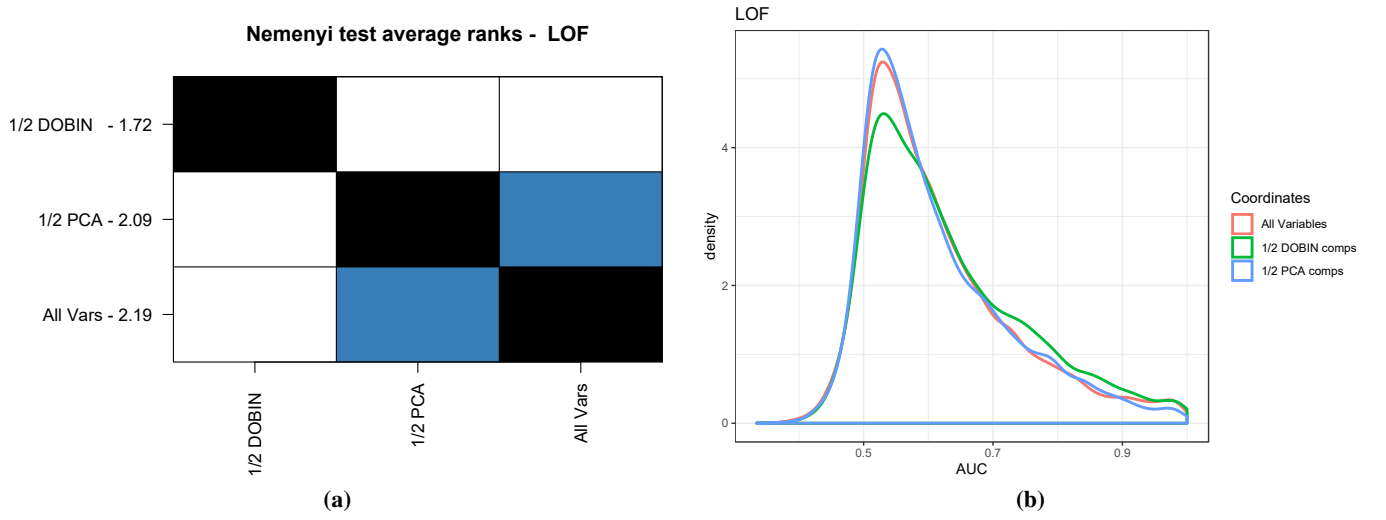 Nemenyi test average ranks - LOF
1/2 DOBIN - 1.72
1/2 PCA - 2.09
All Vars - 2.19
1/2 DOBIN
1/2 PCA
All Vars
(a)
LOF
density
4
2
0
0.5
0.7
0.9
AUC
Coordinates
All Variables
1/2 DOBIN comps
1/2 PCA comps
(b)